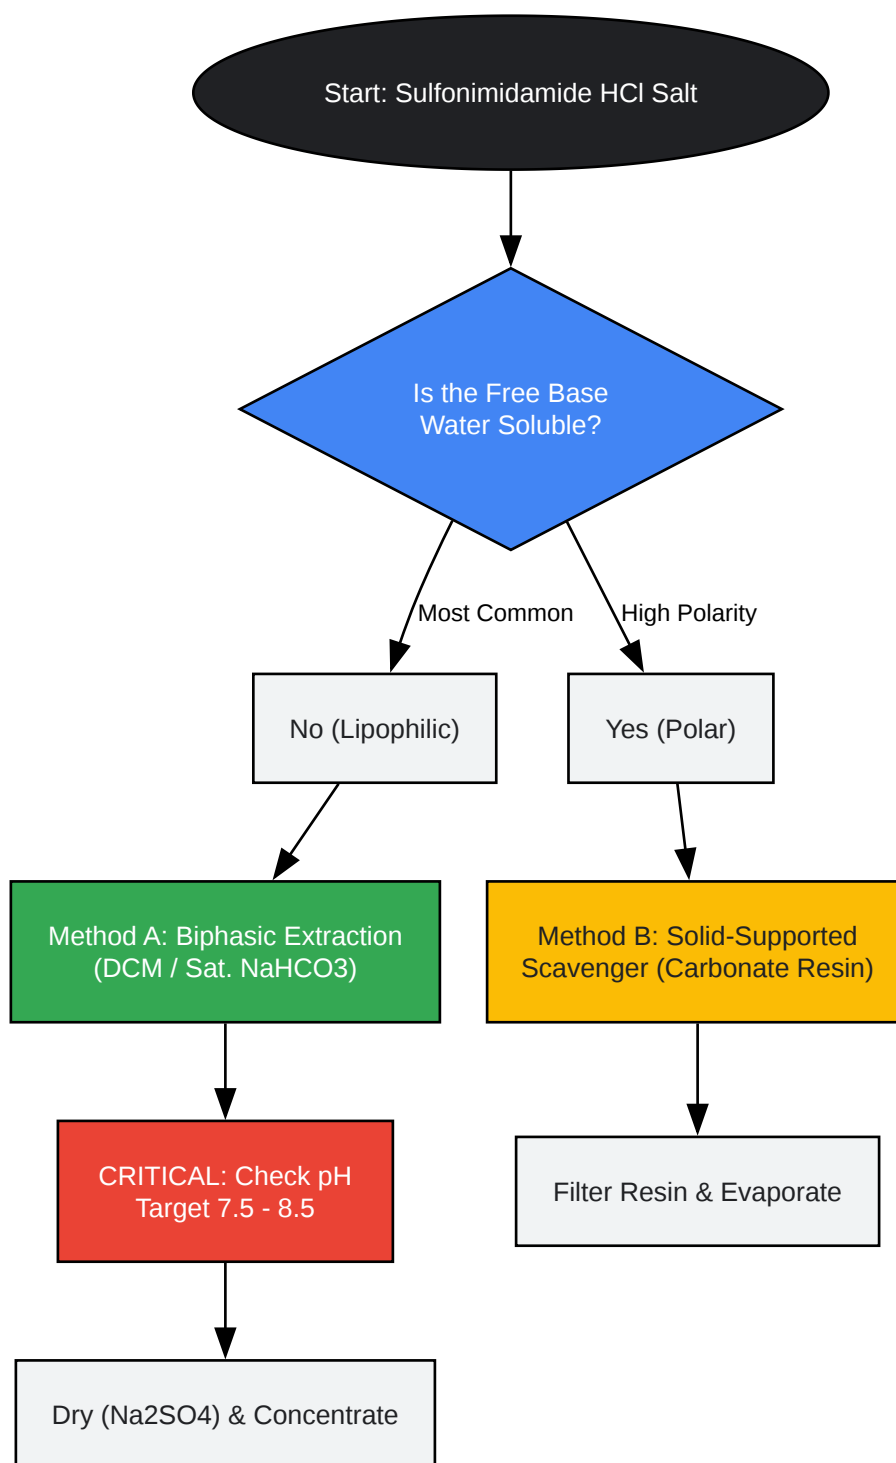 Start: Sulfonimidamide HCl Salt
Is the Free Base
Water Soluble?
Most Common
High Polarity
No (Lipophilic)
Yes (Polar)
Method A: Biphasic Extraction
(DCM / Sat. NaHCO3)
Method B: Solid-Supported
Scavenger (Carbonate Resin)
CRITICAL: Check pH
Target 7.5 - 8.5
Filter Resin & Evaporate
Dry (Na2SO4) & Concentrate